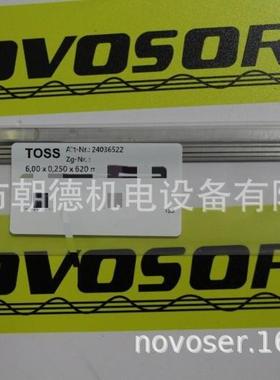 NOVOSOR
TOSS Art-Nr.: 24036522
Zg-Nr.:
6,00 x 0,250 x 620 m
市朝德机电设备有限
NOVOSOR
novoser.16